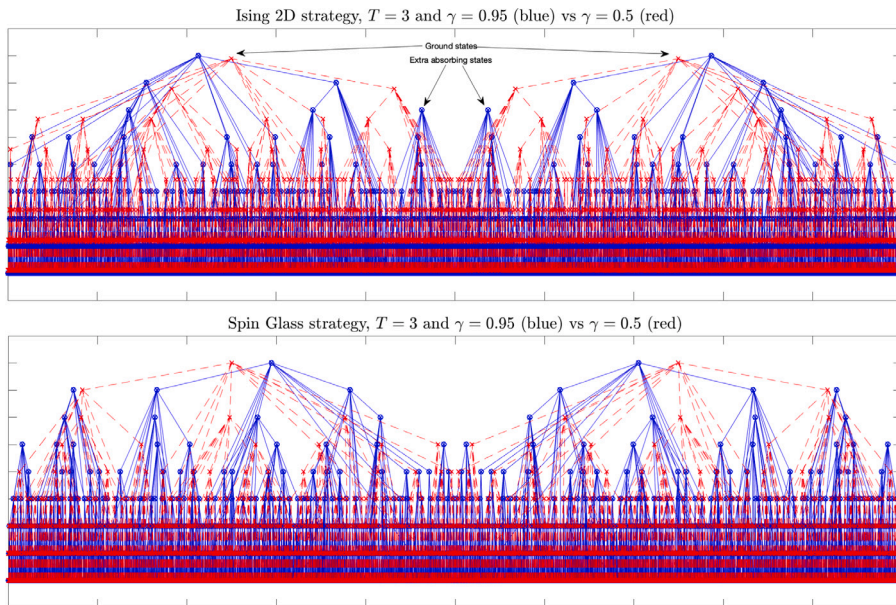 Ising 2D strategy, T = 3 and γ = 0.95 (blue) vs γ = 0.5 (red)
Ground states
Extra absorbing states
Spin Glass strategy, T = 3 and γ = 0.95 (blue) vs γ = 0.5 (red)